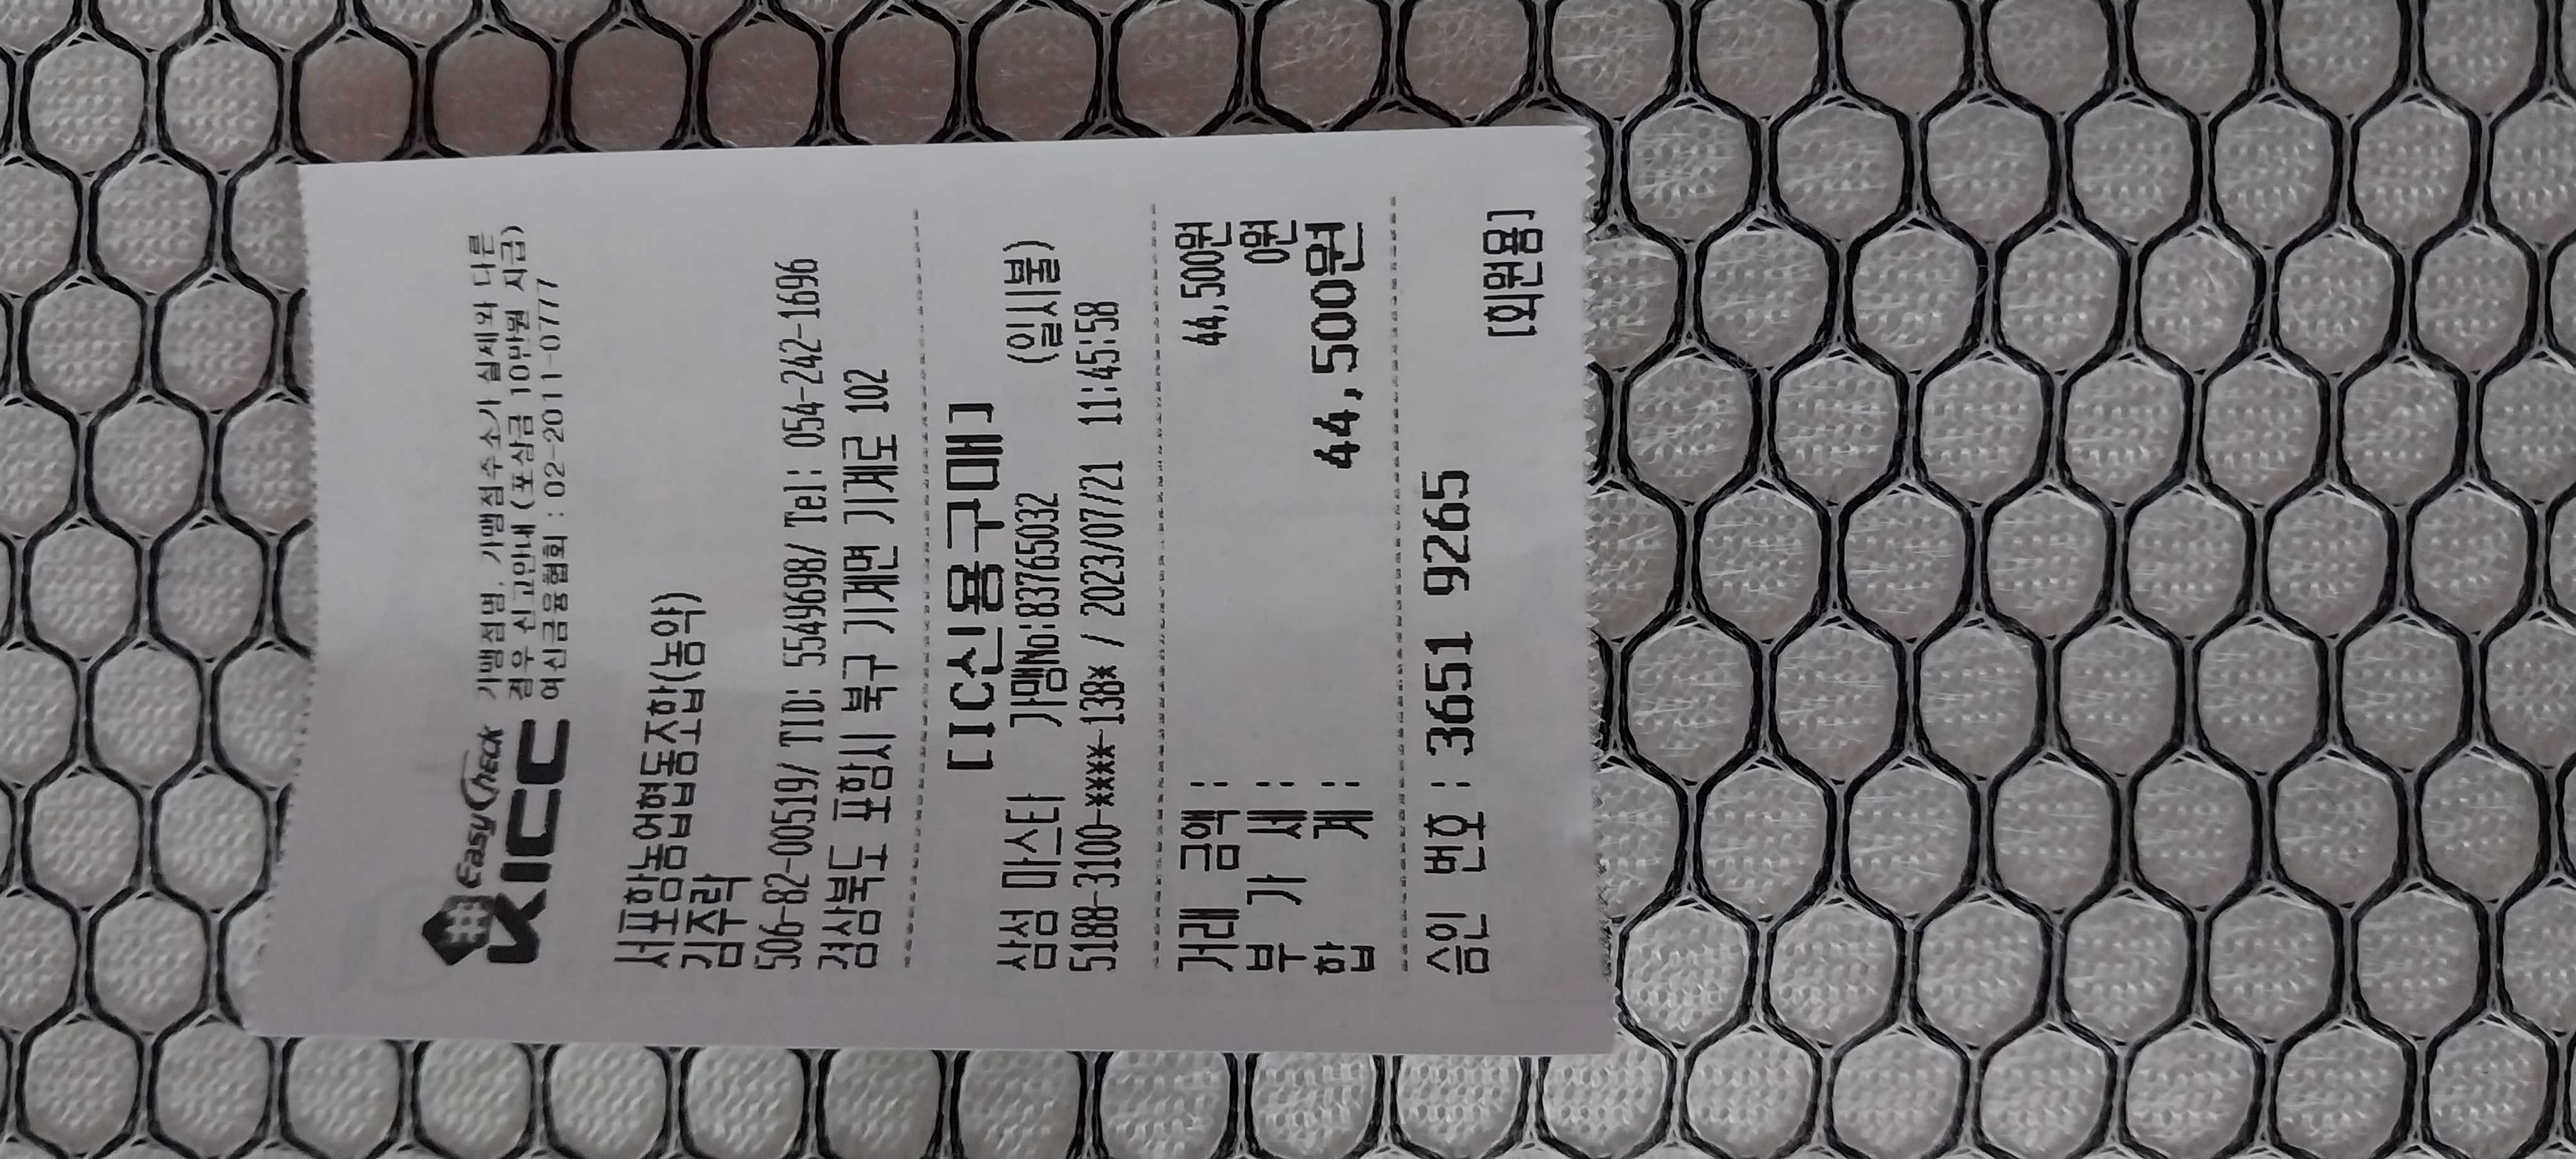 EasyCheck
KICC
가맹점명, 가맹점주소가 실제와 다른
경우 신고안내 (포상금 10만원 지급)
여신금융협회 : 02-2011-0777
서포항농어협동조합(농약)
김주락
506-82-00519/ TID: 5549698/ Tel: 054-242-1696
경상북도 포항시 북구 기계면 기계로 102
[IC신용구매]
삼성 마스타 가맹No:83765032 (일시불)
5188-3100-****-138* / 2023/07/21 11:45:58
거래 금액 : 44,500원
부 가 세 : 0원
합 계 : 44,500원
승인 번호 : 3651 9265
[회원용]